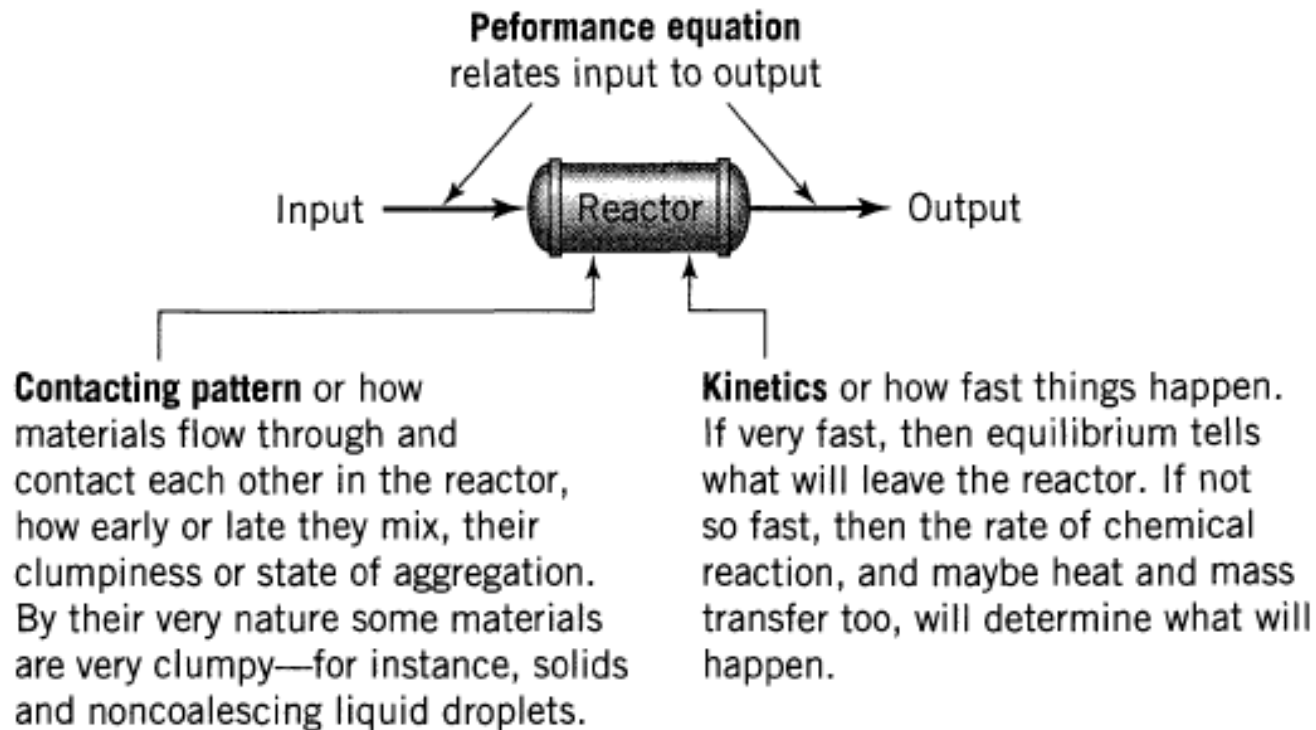 Peformance equation
relates input to output
Input
Reactor
Output
Contacting pattern or how
materials flow through and
contact each other in the reactor,
how early or late they mix, their
clumpiness or state of aggregation.
By their very nature some materials
are very clumpy—for instance, solids
and noncoalescing liquid droplets.
Kinetics or how fast things happen.
If very fast, then equilibrium tells
what will leave the reactor. If not
so fast, then the rate of chemical
reaction, and maybe heat and mass
transfer too, will determine what will
happen.